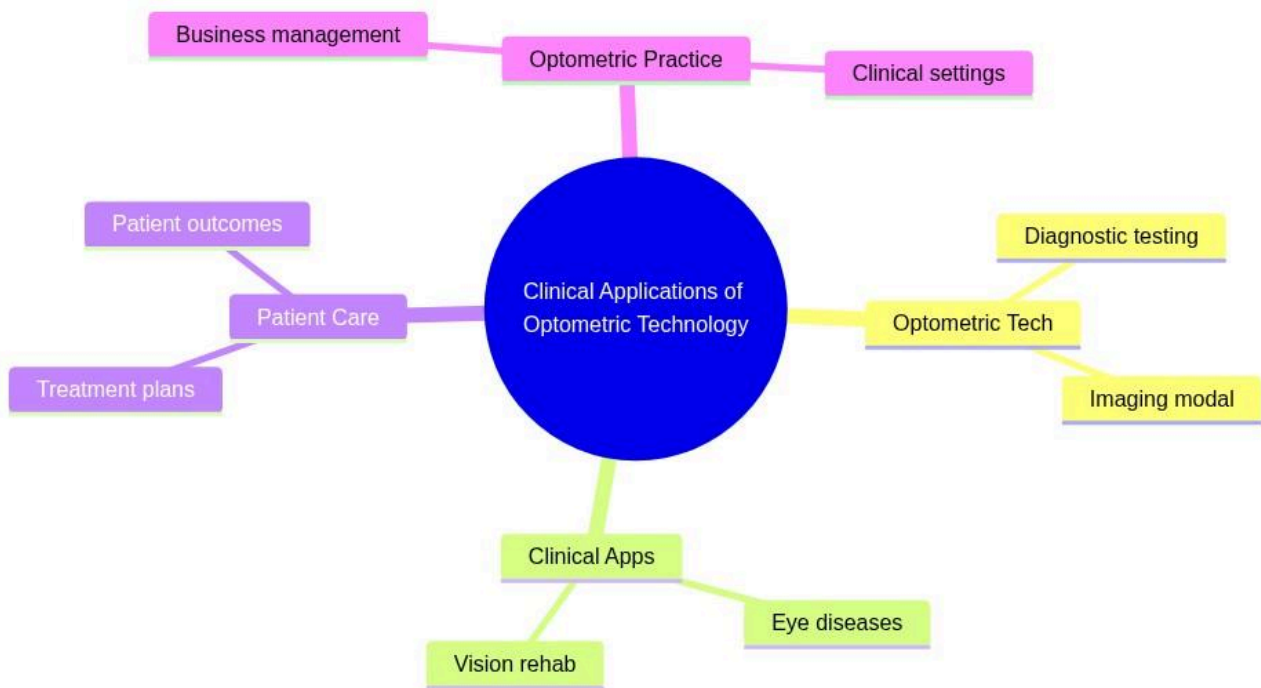 Business management
Optometric Practice
Clinical settings
Patient outcomes
Diagnostic testing
Clinical Applications of
Optometric Technology
Patient Care
Optometric Tech
Treatment plans
Imaging modal
Clinical Apps
Eye diseases
Vision rehab